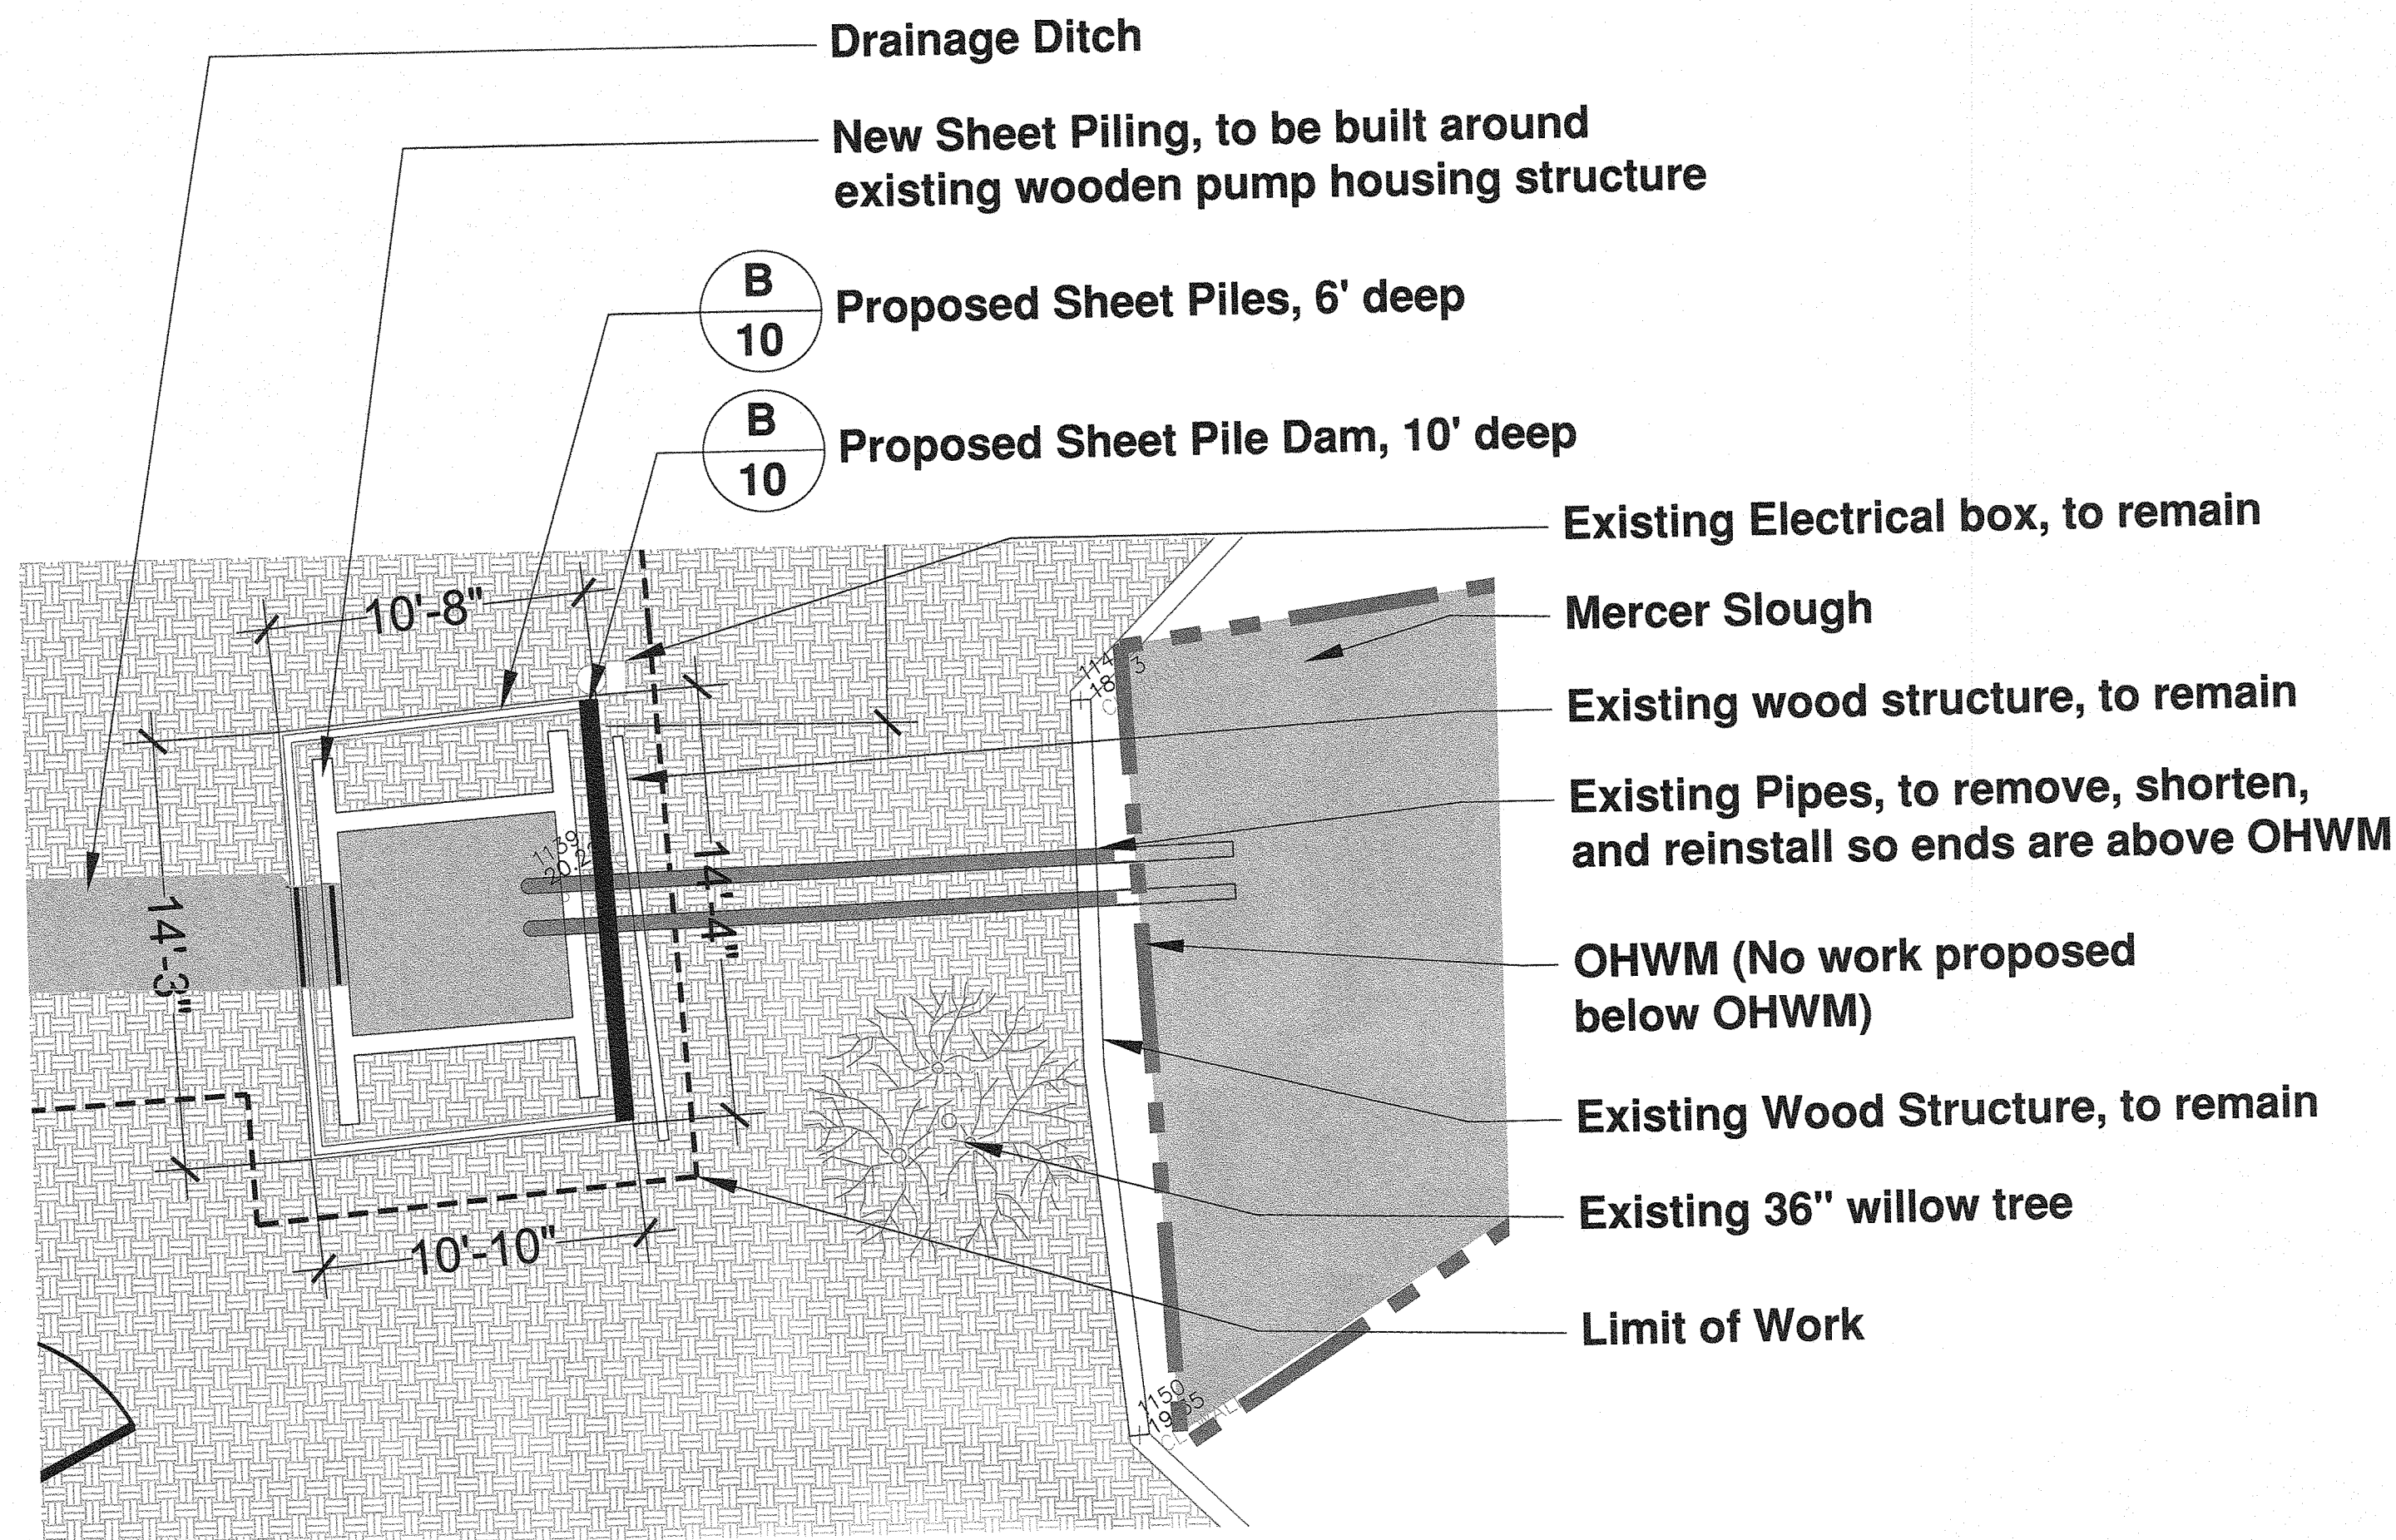 Drainage Ditch
New Sheet Piling, to be built around
existing wooden pump housing structure
B
10
Proposed Sheet Piles, 6' deep
B
10
Proposed Sheet Pile Dam, 10' deep
Existing Electrical box, to remain
Mercer Slough
Existing wood structure, to remain
Existing Pipes, to remove, shorten,
and reinstall so ends are above OHWM
OHWM (No work proposed
below OHWM)
Existing Wood Structure, to remain
Existing 36" willow tree
Limit of Work
10'-8"
14'-3"
14'-4"
10'-10"
1139
1150